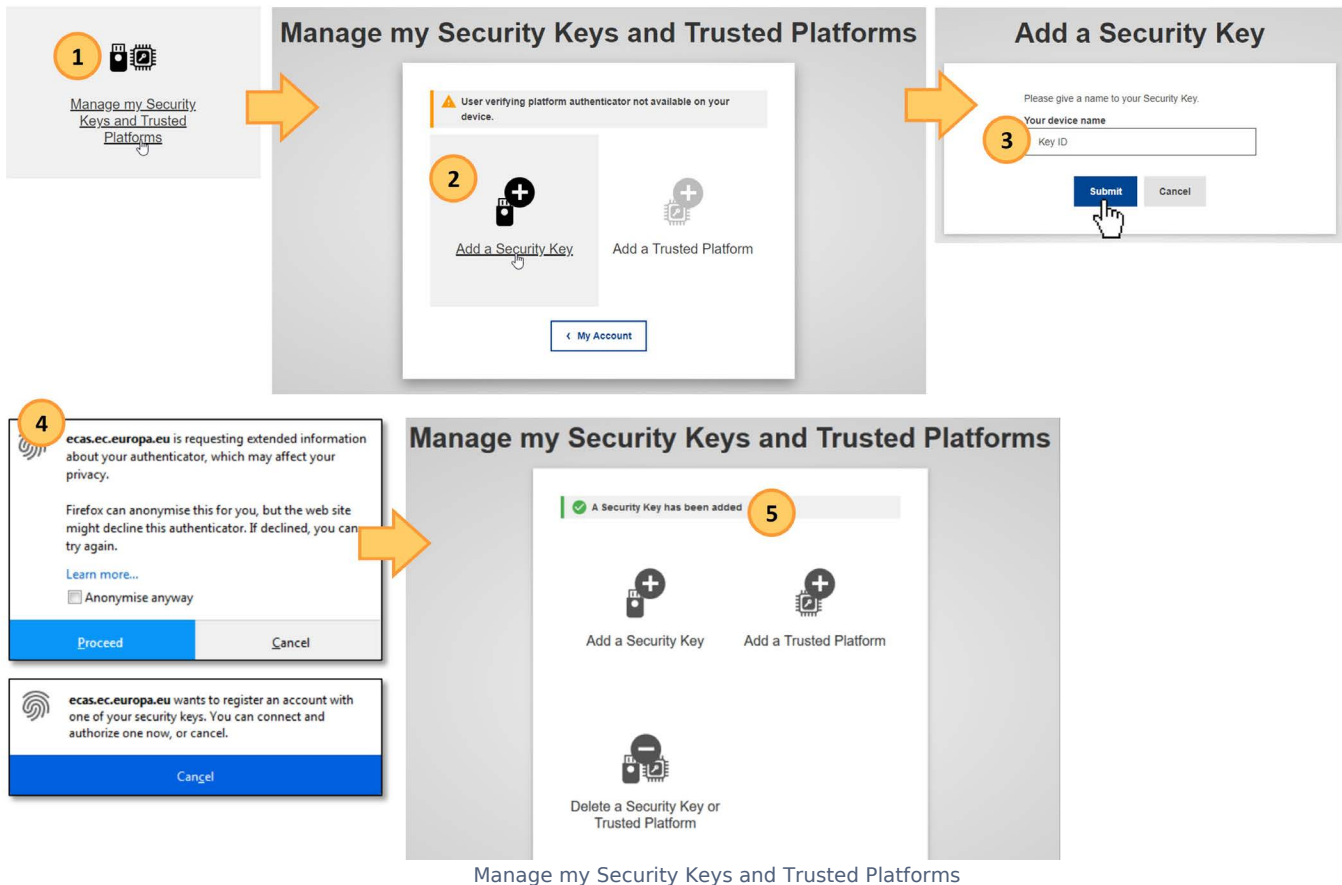 1
Manage my Security
Keys and Trusted
Platforms
Manage my Security Keys and Trusted Platforms
User verifying platform authenticator not available on your
device.
2
Add a Security Key
Add a Trusted Platform
‹ My Account
Add a Security Key
Please give a name to your Security Key.
Your device name
3
Key ID
Submit
Cancel
4
ecas.ec.europa.eu is requesting extended information
about your authenticator, which may affect your
privacy.
Firefox can anonymise this for you, but the web site
might decline this authenticator. If declined, you can
try again.
Learn more...
Anonymise anyway
Proceed
Cancel
ecas.ec.europa.eu wants to register an account with
one of your security keys. You can connect and
authorize one now, or cancel.
Cancel
Manage my Security Keys and Trusted Platforms
A Security Key has been added
5
Add a Security Key
Add a Trusted Platform
Delete a Security Key or
Trusted Platform
Manage my Security Keys and Trusted Platforms